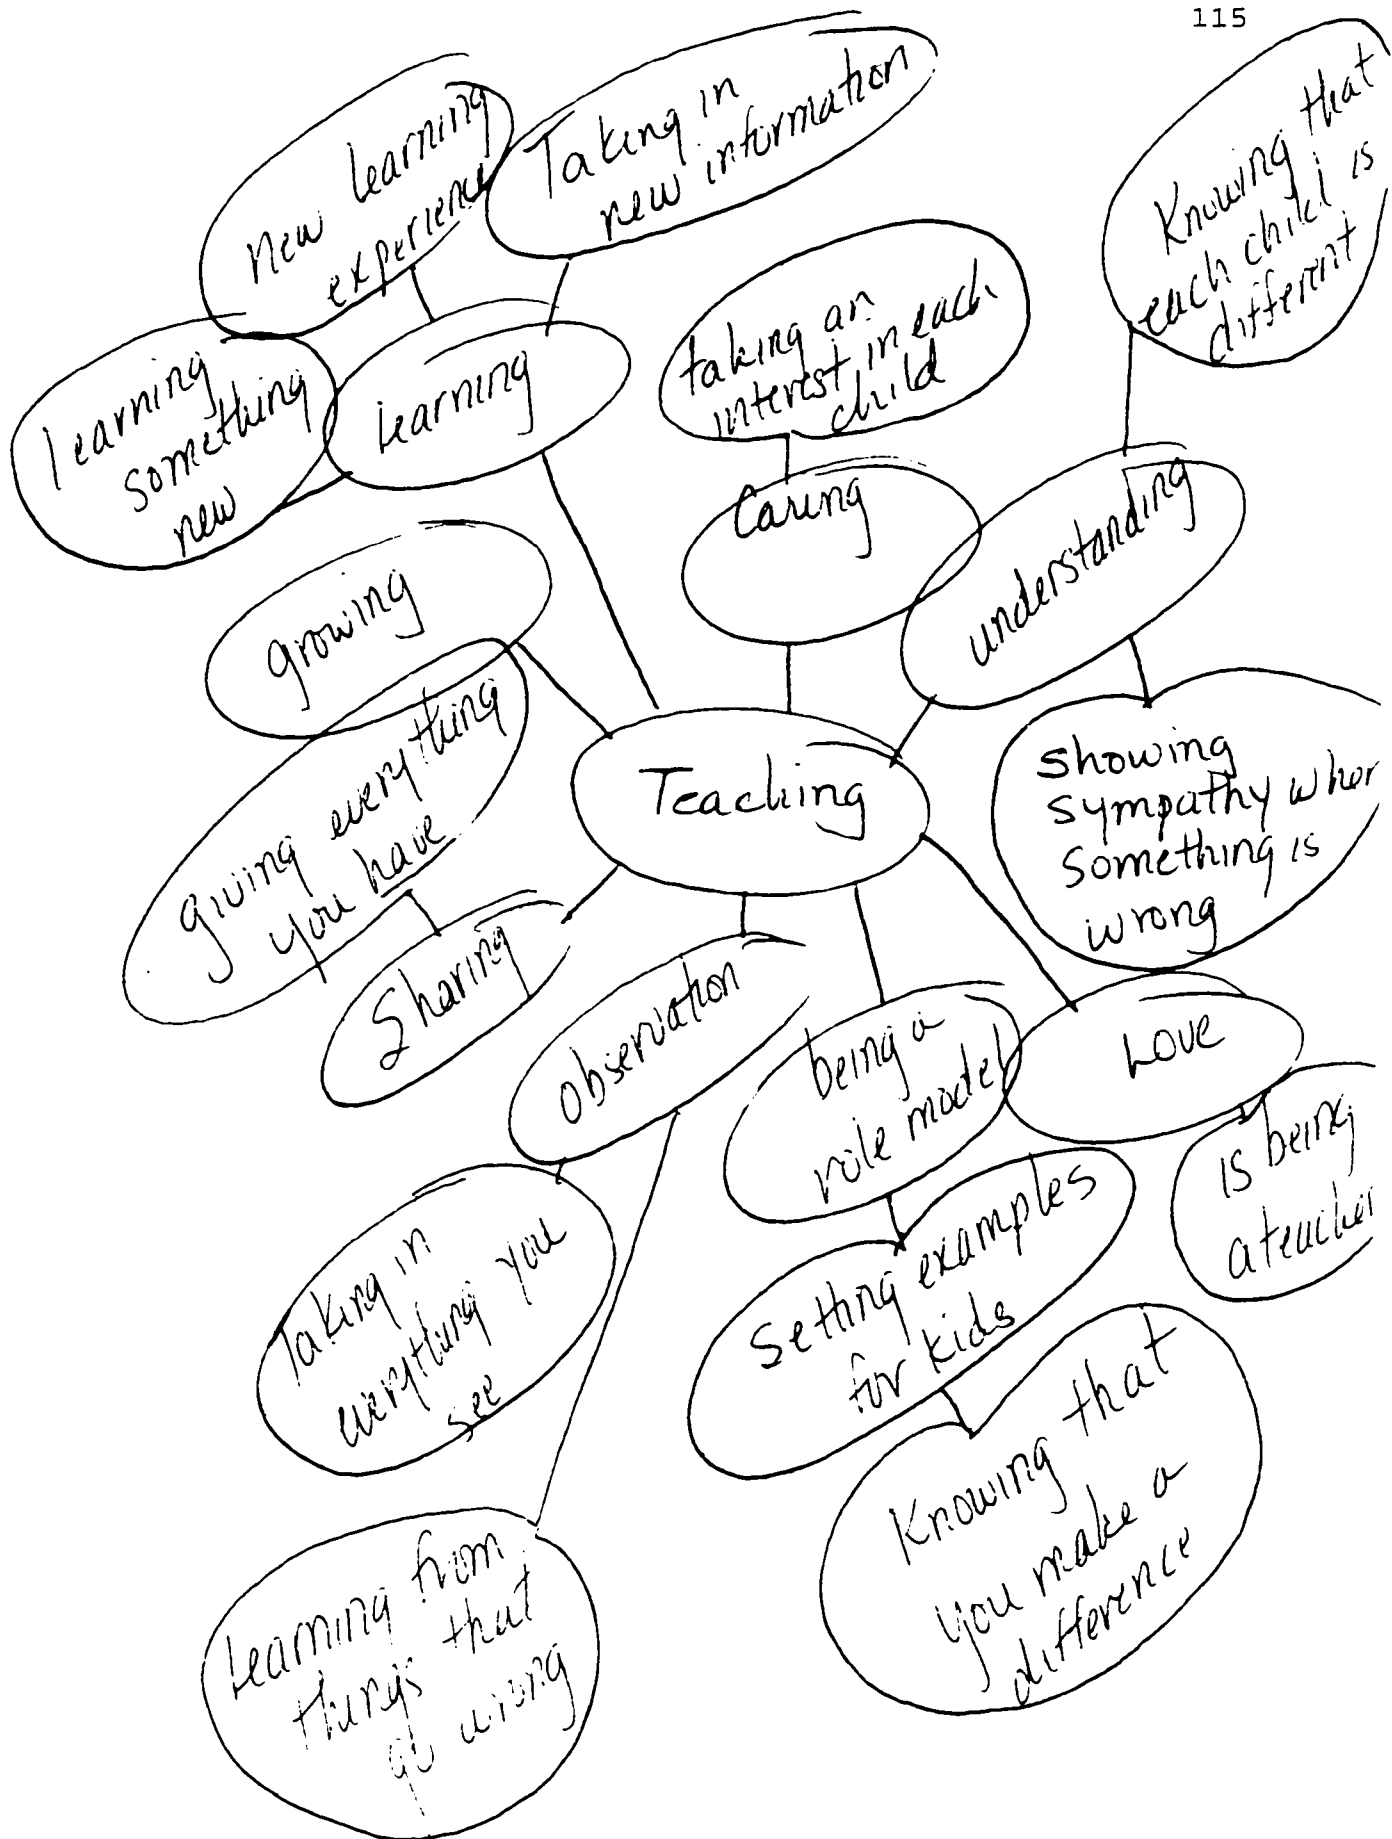 115
new learning
experience
Taking in
new information
Knowing that
each child is
different
learning
something
new
learning
taking an
interest in each
child
Caring
understanding
growing
giving everything
you have
Teaching
showing
sympathy when
something is
wrong
Sharing
observation
being a
role model
Love
is being
a teacher
Taking in
everything you
see
Setting examples
for kids
Knowing that
you make a
difference
Learning from
things that
go wrong